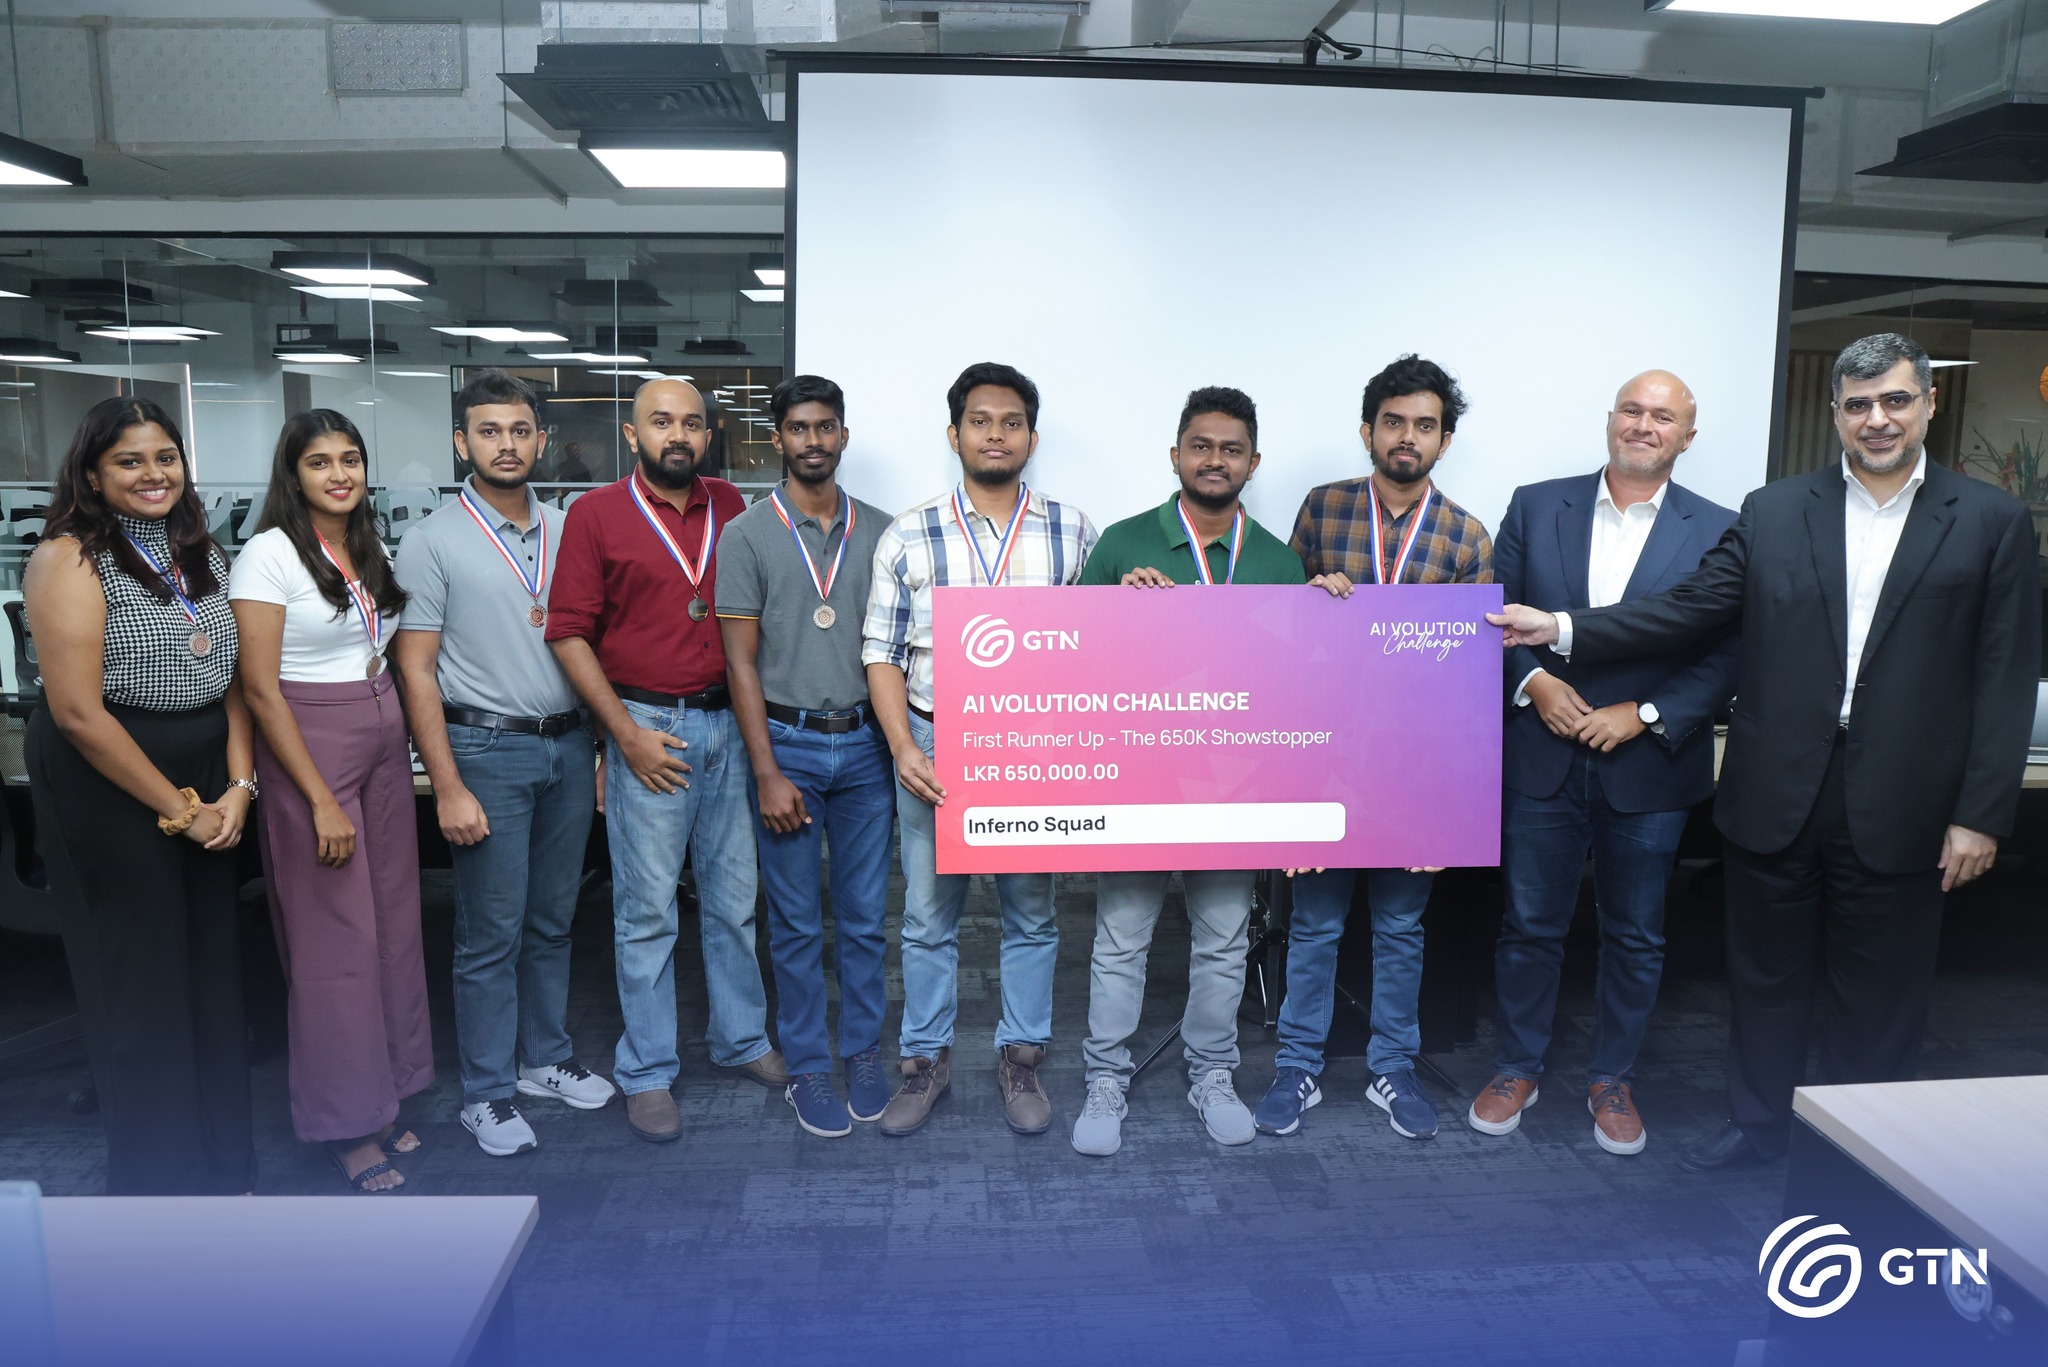 GTN
AI VOLUTION
Challenge
AI VOLUTION CHALLENGE
First Runner Up - The 650K Showstopper
LKR 650,000.00
Inferno Squad
GTN